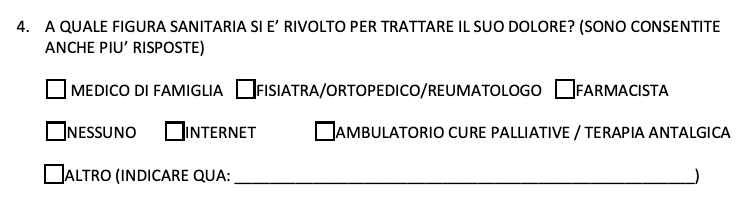 4. A QUALE FIGURA SANITARIA SI E’ RIVOLTO PER TRATTARE IL SUO DOLORE? (SONO CONSENTITE
ANCHE PIU’ RISPOSTE)
☐ MEDICO DI FAMIGLIA ☐FISIATRA/ORTOPEDICO/REUMATOLOGO ☐FARMACISTA
☐NESSUNO ☐INTERNET ☐AMBULATORIO CURE PALLIATIVE / TERAPIA ANTALGICA
☐ALTRO (INDICARE QUA: ______________________________________________________)